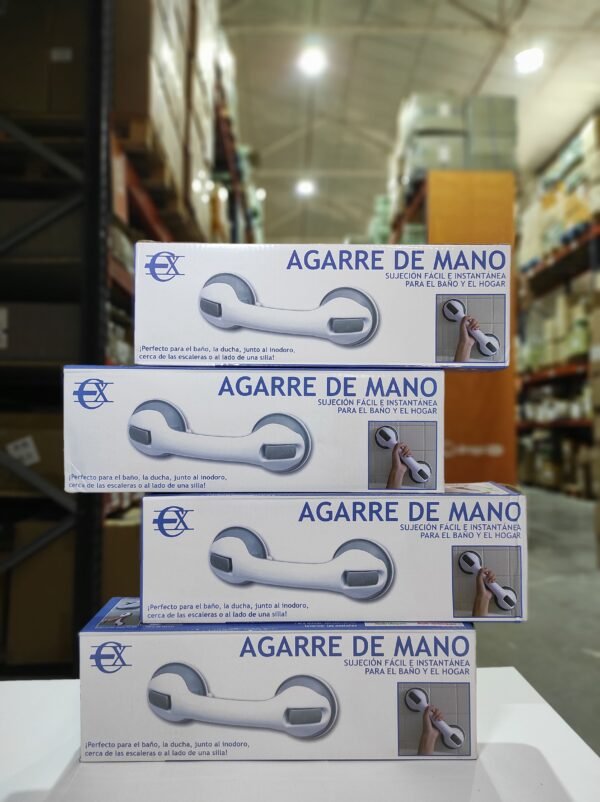 EX
AGARRE DE MANO
SUJECIÓN FÁCIL E INSTANTÁNEA
PARA EL BAÑO Y EL HOGAR
¡Perfecto para el baño, la ducha, junto al inodoro,
cerca de las escaleras o al lado de una silla!
EX
AGARRE DE MANO
SUJECIÓN FÁCIL E INSTANTÁNEA
PARA EL BAÑO Y EL HOGAR
¡Perfecto para el baño, la ducha, junto al inodoro,
cerca de las escaleras o al lado de una silla!
EX
AGARRE DE MANO
SUJECIÓN FÁCIL E INSTANTÁNEA
PARA EL BAÑO Y EL HOGAR
¡Perfecto para el baño, la ducha, junto al inodoro,
cerca de las escaleras o al lado de una silla!
EX
AGARRE DE MANO
SUJECIÓN FÁCIL E INSTANTÁNEA
PARA EL BAÑO Y EL HOGAR
¡Perfecto para el baño, la ducha, junto al inodoro,
cerca de las escaleras o al lado de una silla!